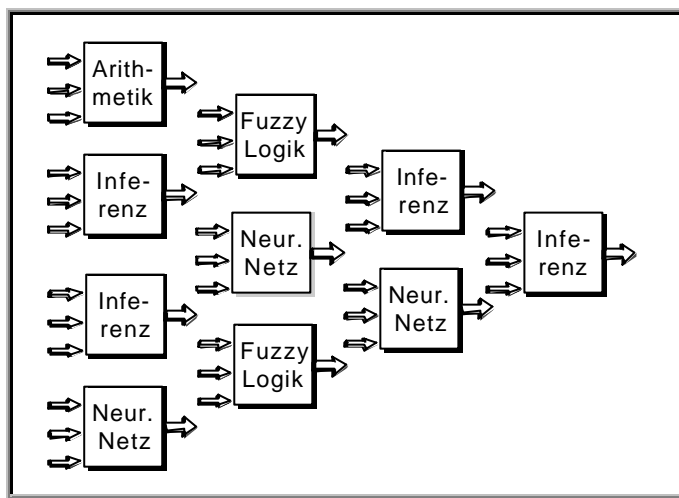 Arith-
metik
Infe-
renz
Infe-
renz
Neur.
Netz
Fuzzy
Logik
Neur.
Netz
Fuzzy
Logik
Infe-
renz
Neur.
Netz
Infe-
renz